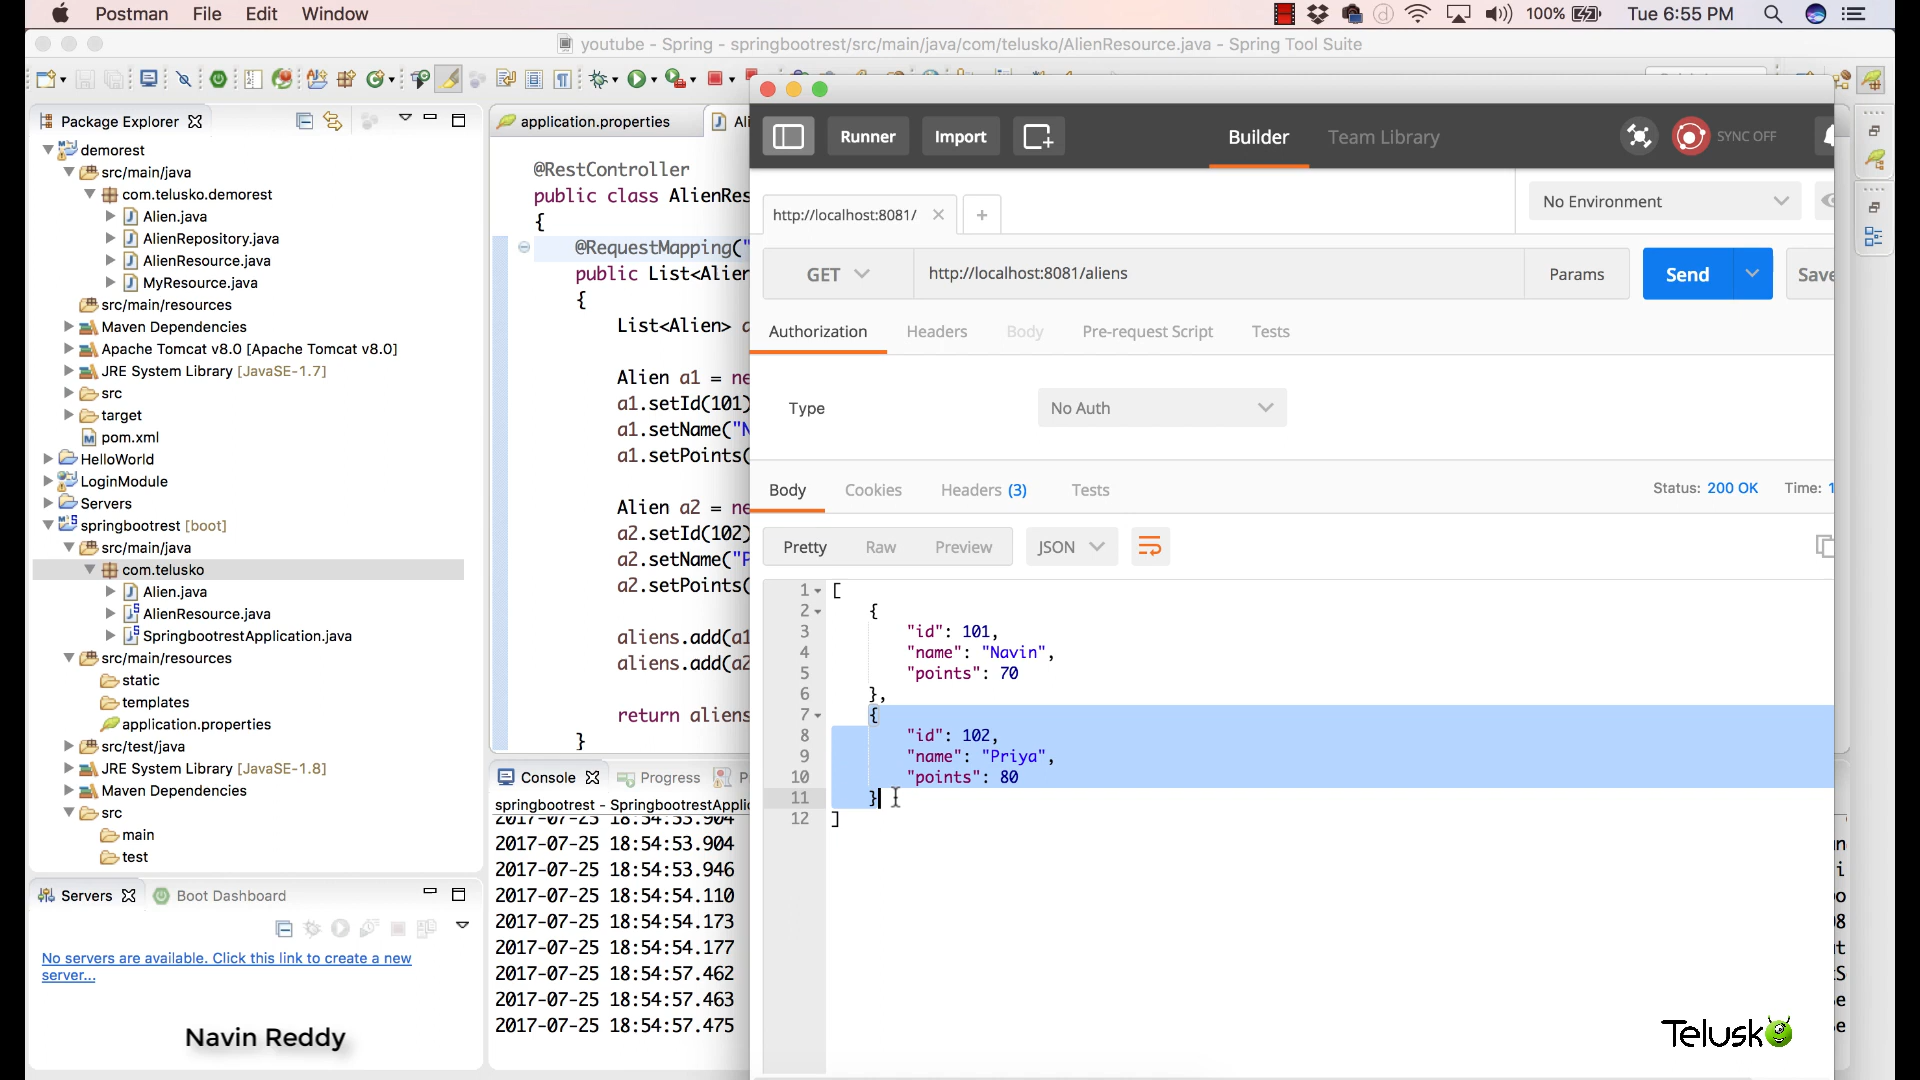 Postman File Edit Window
100% Tue 6:55 PM
youtube - Spring - springbootrest/src/main/java/com/telusko/AlienResource.java - Spring Tool Suite
Package Explorer
demorest
src/main/java
com.telusko.demorest
Alien.java
AlienRepository.java
AlienResource.java
MyResource.java
src/main/resources
Maven Dependencies
Apache Tomcat v8.0 [Apache Tomcat v8.0]
JRE System Library [JavaSE-1.7]
src
target
pom.xml
HelloWorld
LoginModule
Servers
springbootrest [boot]
src/main/java
com.telusko
Alien.java
AlienResource.java
SpringbootrestApplication.java
src/main/resources
static
templates
application.properties
src/test/java
JRE System Library [JavaSE-1.8]
Maven Dependencies
src
main
test
Servers Boot Dashboard
No servers are available. Click this link to create a new
server...
Navin Reddy
application.properties Ali
@RestController
public class AlienRes
{
@RequestMapping("
public List<Alien
{
List<Alien> a
Alien a1 = ne
a1.setId(101)
a1.setName("N
a1.setPoints(
Alien a2 = ne
a2.setId(102)
a2.setName("P
a2.setPoints(
aliens.add(a1
aliens.add(a2
return aliens
}
Console Progress P
springbootrest - SpringbootrestApplic
2017-07-25 18:54:53.904
2017-07-25 18:54:53.904
2017-07-25 18:54:53.946
2017-07-25 18:54:54.110
2017-07-25 18:54:54.173
2017-07-25 18:54:54.177
2017-07-25 18:54:57.462
2017-07-25 18:54:57.463
2017-07-25 18:54:57.475
Runner Import Builder Team Library SYNC OFF
http://localhost:8081/ No Environment
GET http://localhost:8081/aliens Params Send Save
Authorization Headers Body Pre-request Script Tests
Type No Auth
Body Cookies Headers (3) Tests Status: 200 OK Time: 1
Pretty Raw Preview JSON
1 [
2 {
3 "id": 101,
4 "name": "Navin",
5 "points": 70
6 },
7 {
8 "id": 102,
9 "name": "Priya",
10 "points": 80
11 }
12 ]
Telusko